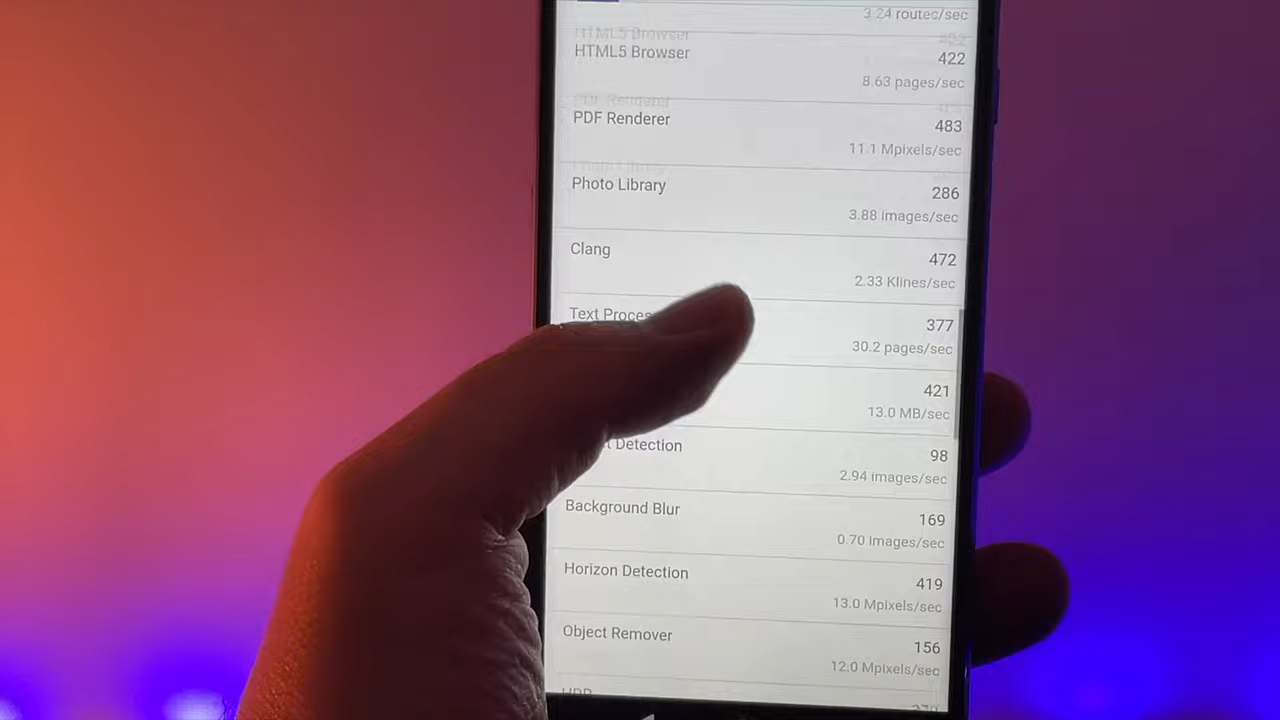 3.24 routec/sec
HTML5 Browser
422
8.63 pages/sec
PDF Renderer
483
11.1 Mpixels/sec
Photo Library
286
3.88 images/sec
Clang
472
2.33 Klines/sec
Text Proces
377
30.2 pages/sec
421
13.0 MB/sec
t Detection
98
2.94 images/sec
Background Blur
169
0.70 images/sec
Horizon Detection
419
13.0 Mpixels/sec
Object Remover
156
12.0 Mpixels/sec
HDR